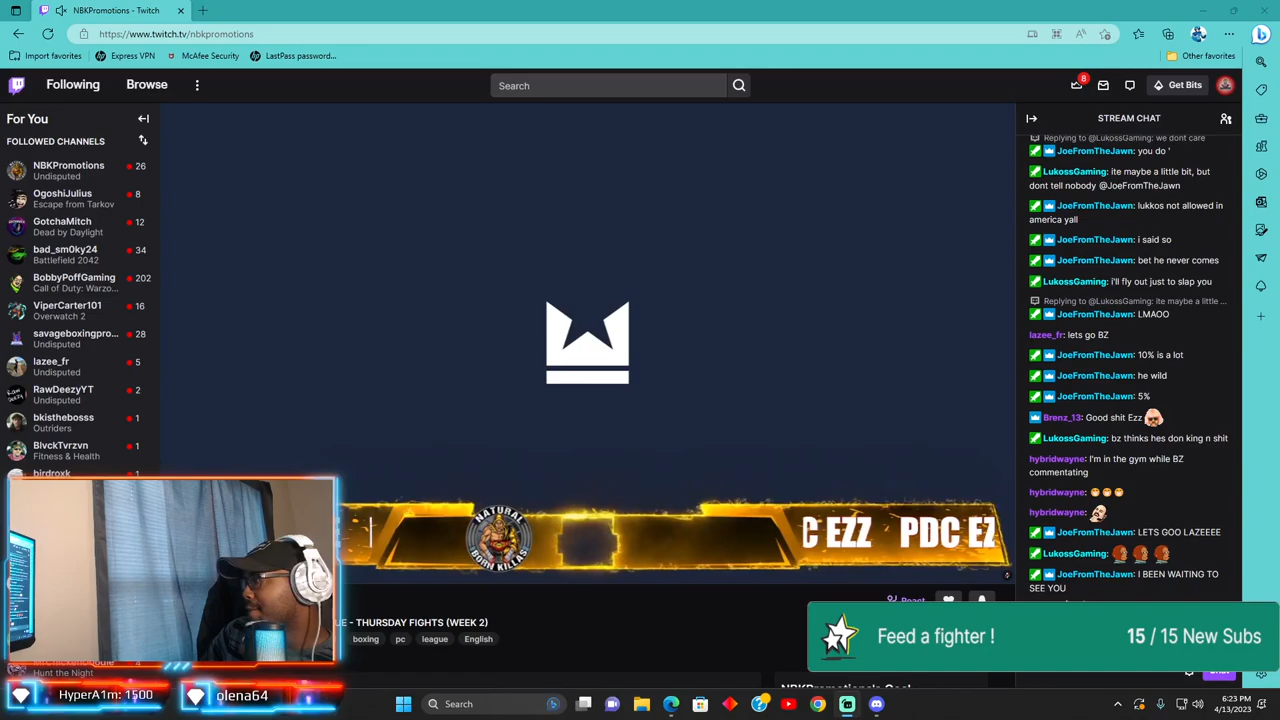 NBKPromotions - Twitch
https://www.twitch.tv/nbkpromotions
Import favorites
Express VPN
McAfee Security
LastPass password...
Other favorites
Following
Browse
Search
8
Get Bits
For You
FOLLOWED CHANNELS
NBKPromotions
26
Undisputed
OgoshiJulius
8
Escape from Tarkov
GotchaMitch
12
Dead by Daylight
bad_sm0ky24
34
Battlefield 2042
BobbyPoffGaming
202
Call of Duty: Warzo...
ViperCarter101
16
Overwatch 2
savageboxingpro...
28
Undisputed
lazee_fr
5
Undisputed
RawDeezyYT
2
Undisputed
bkisthebosss
1
Outriders
BlvckTvrzvn
1
Fitness & Health
birdroxk
1
Hunt the Night
4
HyperA1m: 1500
olena64
NATURAL
BORN KILLAS
C EZZ PDC EZ
React
UE - THURSDAY FIGHTS (WEEK 2)
boxing
pc
league
English
NBKPromotions's Goal
STREAM CHAT
Replying to @LukossGaming: we dont care
JoeFromTheJawn: you do '
LukossGaming: ite maybe a little bit, but
dont tell nobody @JoeFromTheJawn
JoeFromTheJawn: lukkos not allowed in
america yall
JoeFromTheJawn: i said so
JoeFromTheJawn: bet he never comes
LukossGaming: i'll fly out just to slap you
Replying to @LukossGaming: ite maybe a little ...
JoeFromTheJawn: LMAOO
lazee_fr: lets go BZ
JoeFromTheJawn: 10% is a lot
JoeFromTheJawn: he wild
JoeFromTheJawn: 5%
Brenz_13: Good shit Ezz
LukossGaming: bz thinks hes don king n shit
hybridwayne: I'm in the gym while BZ
commentating
hybridwayne:
hybridwayne:
JoeFromTheJawn: LETS GOO LAZEEEE
LukossGaming:
JoeFromTheJawn: I BEEN WAITING TO
SEE YOU
Feed a fighter !
15 / 15 New Subs
Chat
Search
6:23 PM
4/13/2023